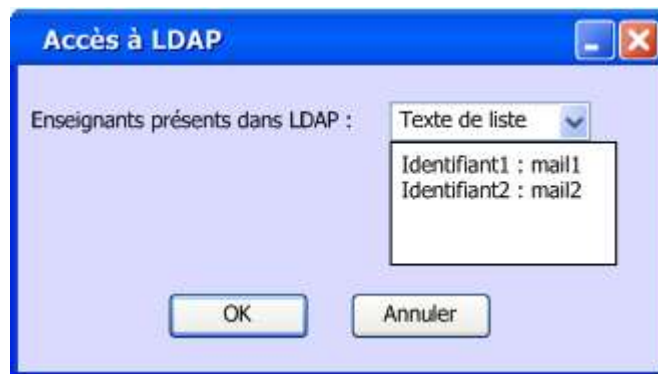 Accès à LDAP
Enseignants présents dans LDAP :
Texte de liste
Identifiant1 : mail1
Identifiant2 : mail2
OK
Annuler